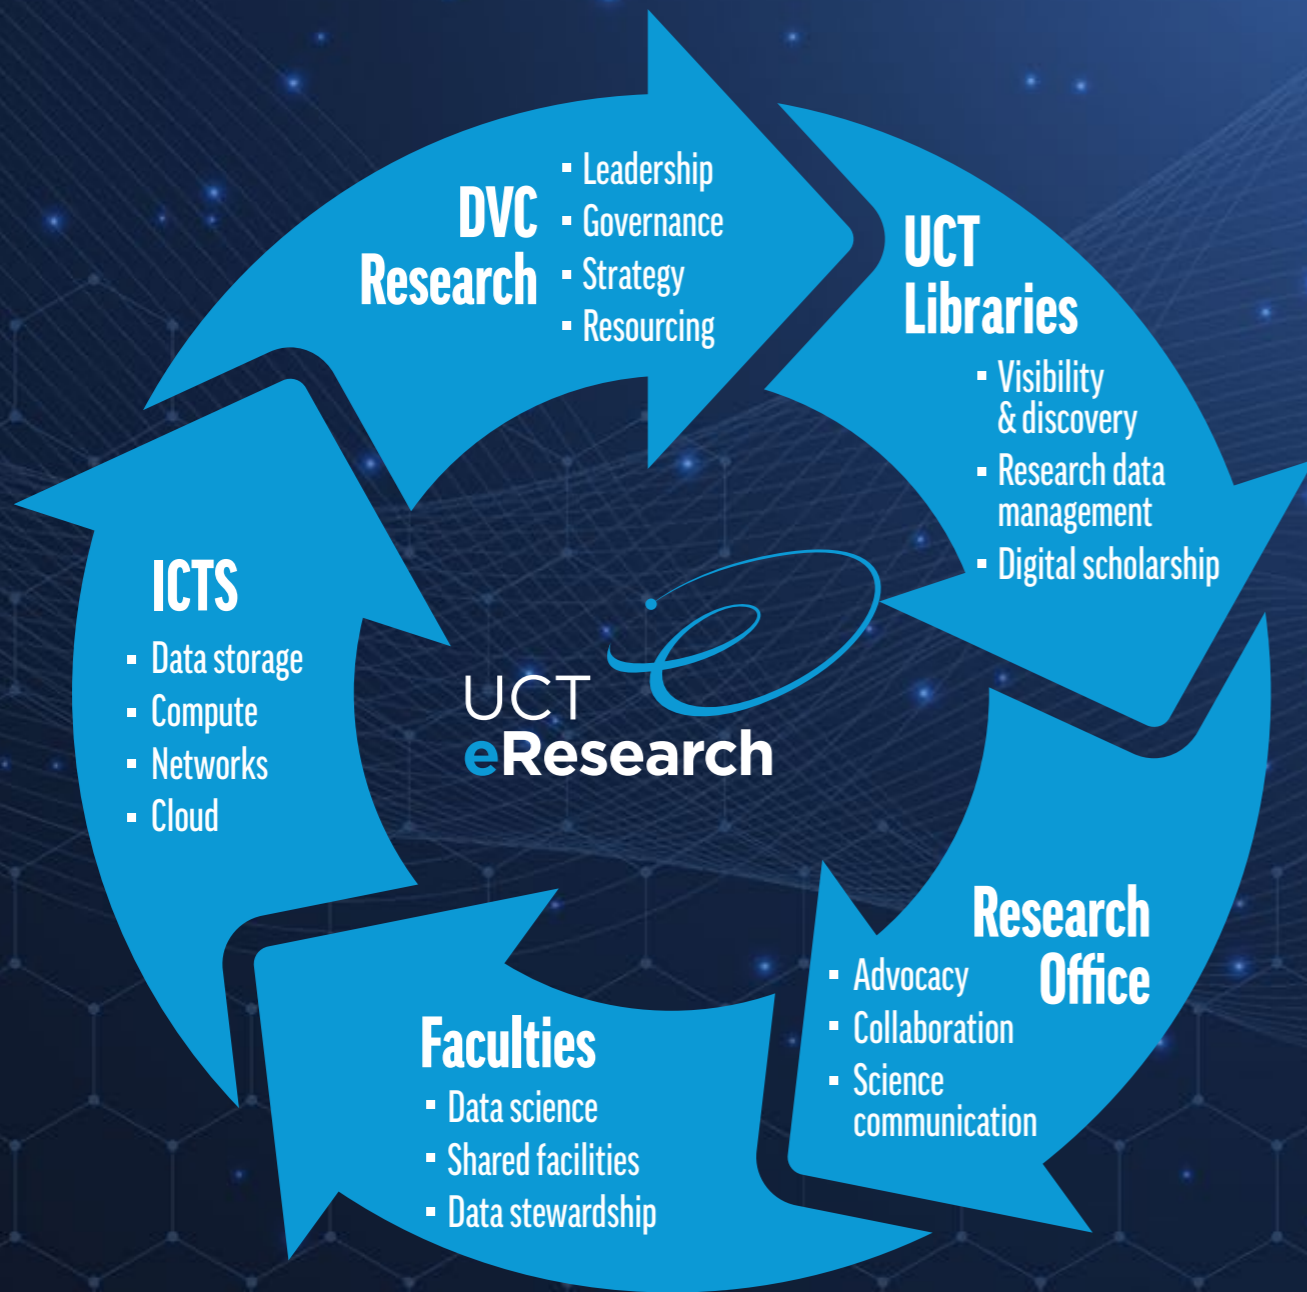 DVC
Research
▪ Leadership
▪ Governance
▪ Strategy
▪ Resourcing
UCT
Libraries
▪ Visibility
& discovery
▪ Research data
management
▪ Digital scholarship
Research
Office
▪ Advocacy
▪ Collaboration
▪ Science
communication
Faculties
▪ Data science
▪ Shared facilities
▪ Data stewardship
ICTS
▪ Data storage
▪ Compute
▪ Networks
▪ Cloud
UCT
eResearch